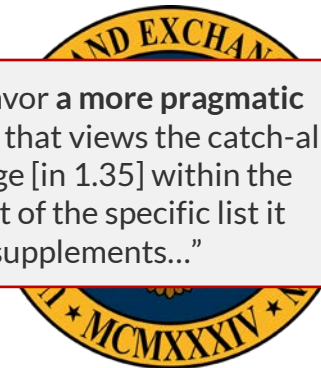 ND EXCHAN
avor a more pragmatic
that views the catch-al
ge [in 1.35] within the
t of the specific list it
supplements…”
MCMXXXIV